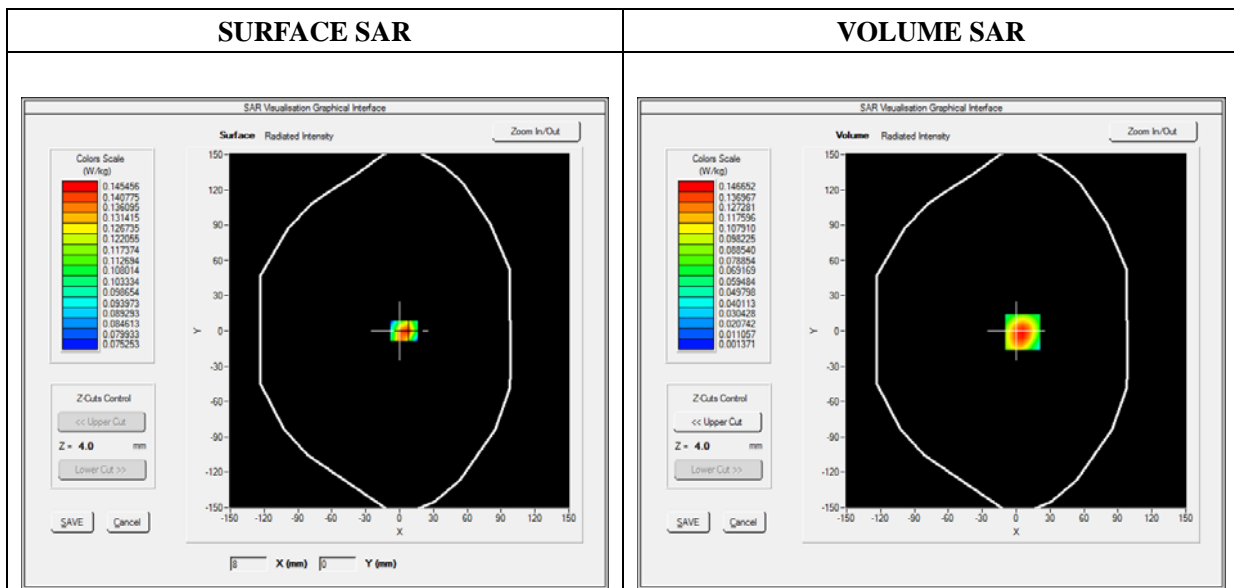 SURFACE SAR
VOLUME SAR
SAR Visualisation Graphical Interface
Surface Radiated Intensity
Zoom In/Out
Colors Scale
(W/kg)
0.145456
0.140775
0.136095
0.131415
0.126735
0.122055
0.117374
0.112694
0.108014
0.103334
0.098654
0.093973
0.089293
0.084613
0.079933
0.075253
150
120
90
60
30
0
-30
-60
-90
-120
-150
Y
-150 -120 -90 -60 -30 0 30 60 90 120 150
X
Z-Cuts Control
<< Upper Cut
Z = 4.0 mm
Lower Cut >>
SAVE Cancel
8 X (mm) 0 Y (mm)
SAR Visualisation Graphical Interface
Volume Radiated Intensity
Zoom In/Out
Colors Scale
(W/kg)
0.146652
0.136967
0.127281
0.117596
0.107910
0.098225
0.088540
0.078854
0.069169
0.059484
0.049798
0.040113
0.030428
0.020742
0.011057
0.001371
150
120
90
60
30
0
-30
-60
-90
-120
-150
Y
-150 -120 -90 -60 -30 0 30 60 90 120 150
X
Z-Cuts Control
<< Upper Cut
Z = 4.0 mm
Lower Cut >>
SAVE Cancel